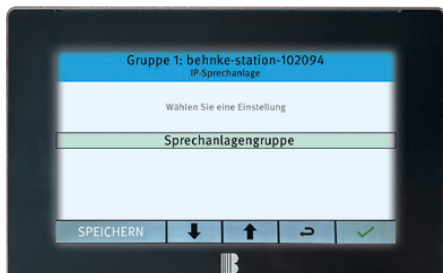 Gruppe 1: behnke-station-102094
IP-Sprechanlage
Wählen Sie eine Einstellung
Sprechanlagengruppe
SPEICHERN